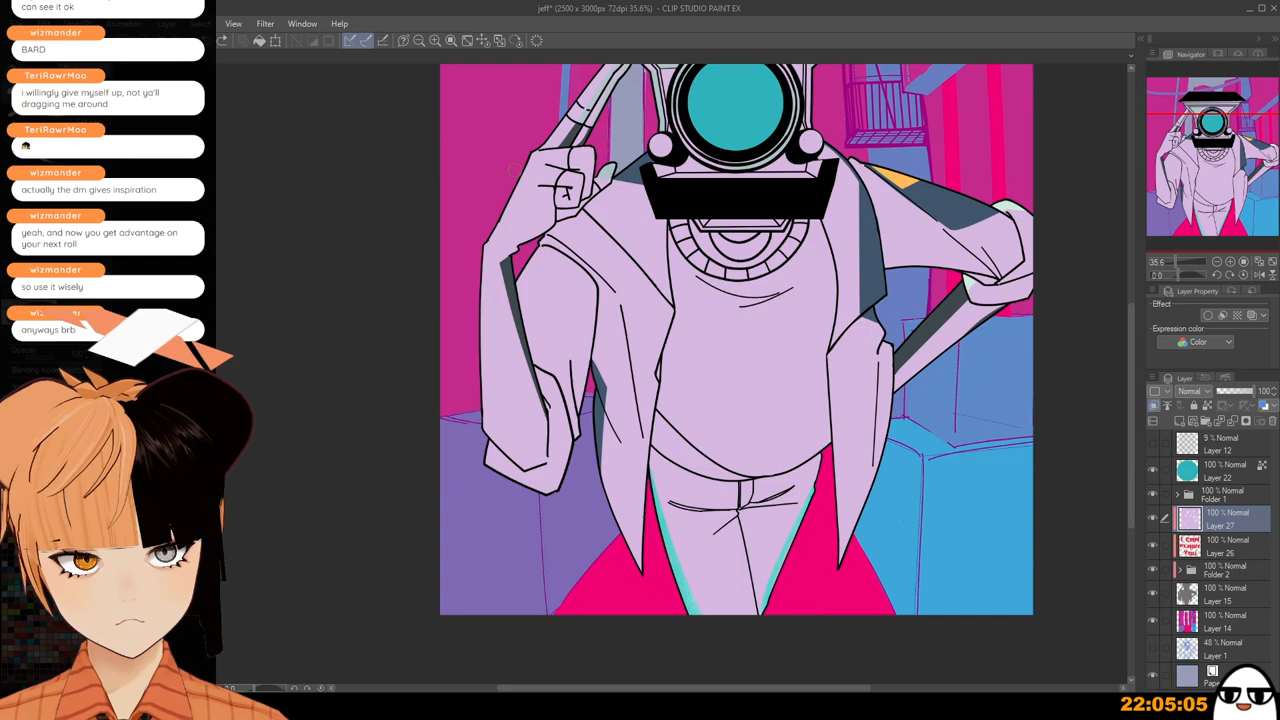 can see it ok
wizmander
BARD
TeriRawrMoo
i willingly give myself up, not ya'll
dragging me around
TeriRawrMoo
wizmander
actually the dm gives inspiration
wizmander
yeah, and now you get advantage on
your next roll
wizmander
so use it wisely
anyways brb
jeff* (2500 x 3000px 72dpi 35.6%) - CLIP STUDIO PAINT EX
View Filter Window Help
Navigator
35.6
0.0
Layer Property
Effect
Expression color
Color
Layer
Normal 100
9 % Normal
Layer 12
100 % Normal
Layer 22
100 % Normal
Folder 1
100 % Normal
Layer 27
100 % Normal
Layer 26
100 % Normal
Folder 2
100 % Normal
Layer 15
100 % Normal
Layer 14
48 % Normal
Layer 1
22:05:05